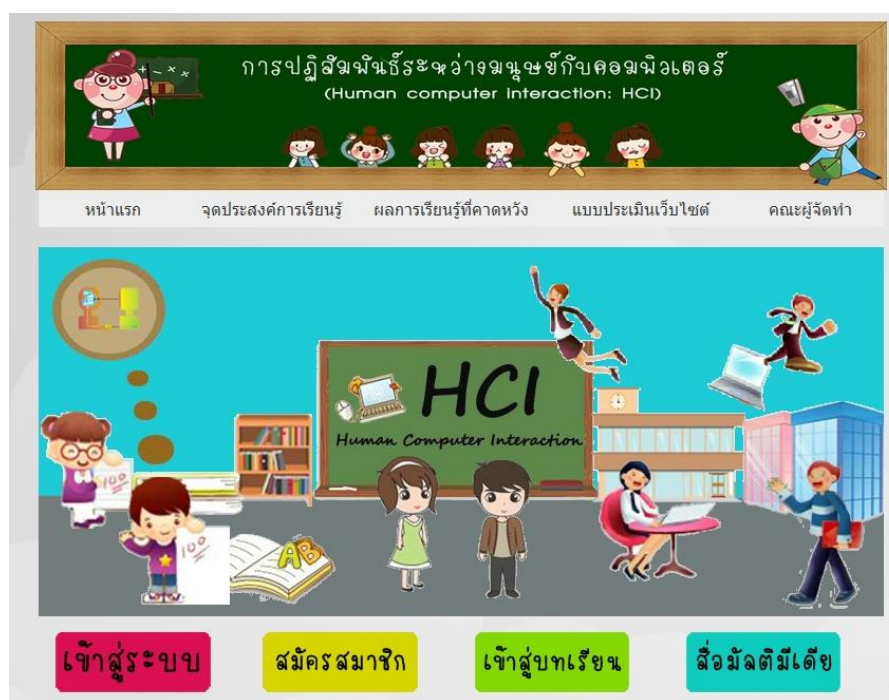 การปฏิสัมพันธ์ระหว่างมนุษย์กับคอมพิวเตอร์
(Human computer interaction: HCI)
หน้าแรก จุดประสงค์การเรียนรู้ ผลการเรียนรู้ที่คาดหวัง แบบประเมินเว็บไซต์ คณะผู้จัดทำ
HCI
Human Computer Interaction
100
100
AB
เข้าสู่ระบบ สมัครสมาชิก เข้าสู่บทเรียน สื่อมัลติมีเดีย